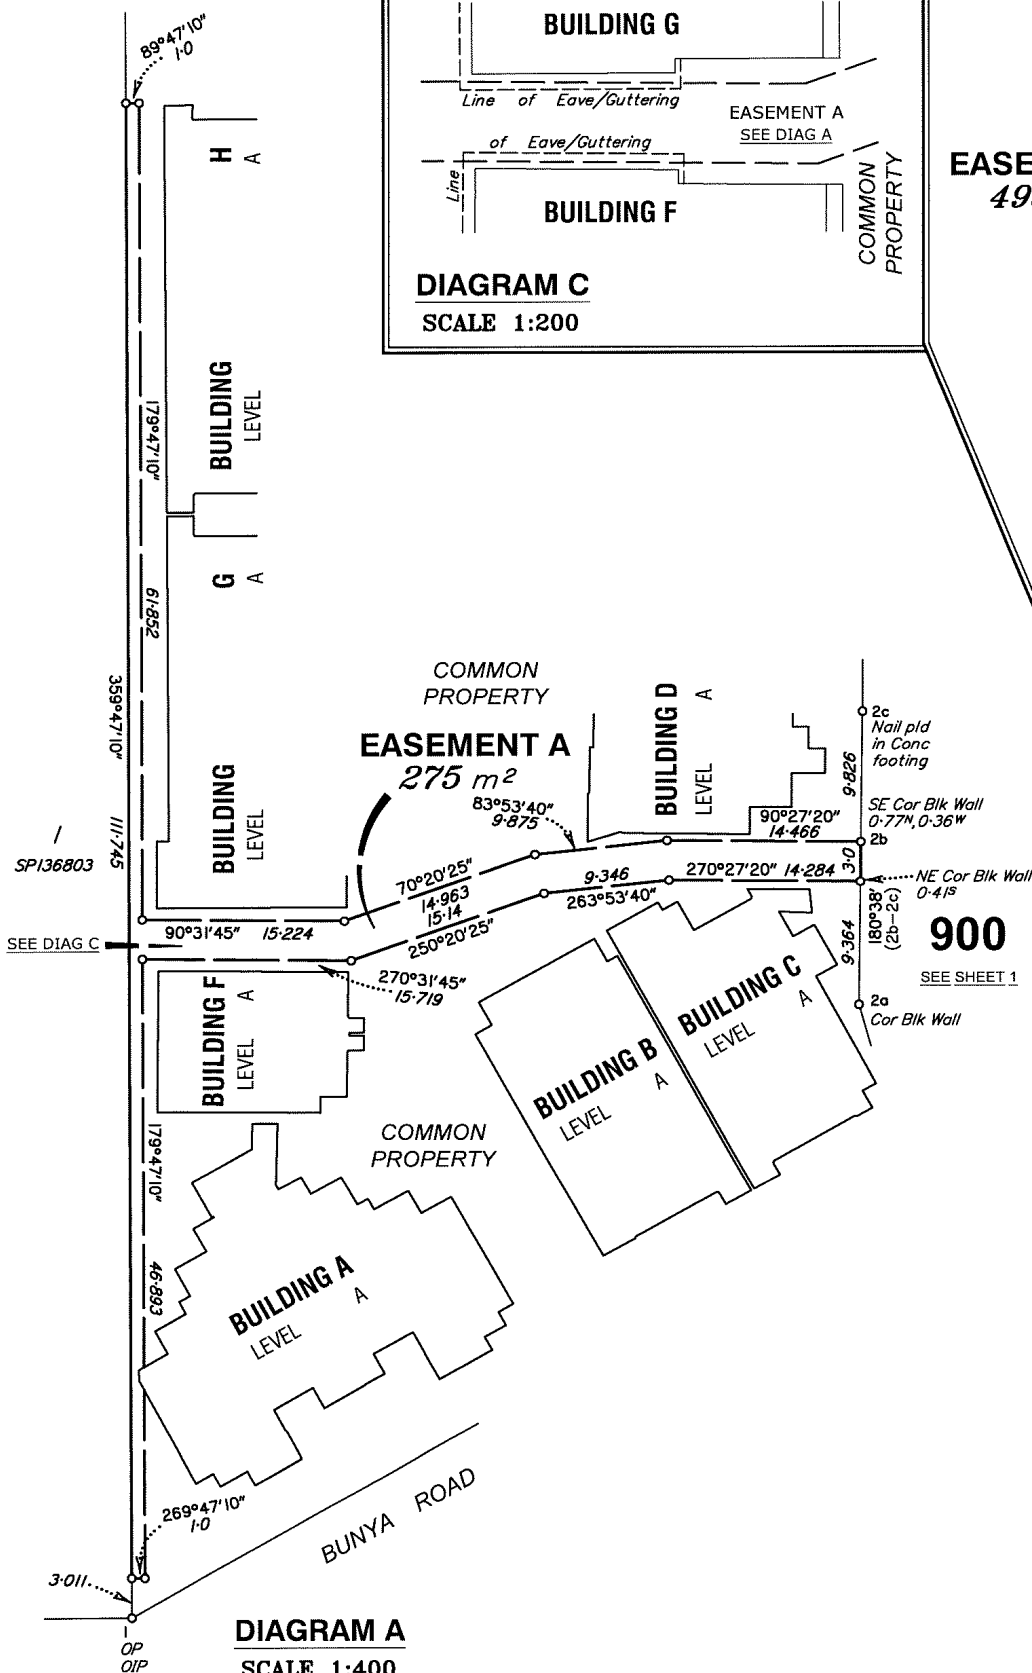 89°47'10"
1·0
BUILDING G
Line of Eave/Guttering
EASEMENT A
SEE DIAG A
of Eave/Guttering
Line
BUILDING F
COMMON
PROPERTY
DIAGRAM C
SCALE 1:200
EASE
49
H
A
BUILDING
LEVEL
179°47'10"
61·852
G
A
BUILDING
LEVEL
359°47'10"
111·745
1
SP136803
COMMON
PROPERTY
EASEMENT A
275 m²
83°53'40"
9·875
BUILDING D
LEVEL A
90°27'20"
14·466
2c
Nail pld
in Conc
footing
9·826
SE Cor Blk Wall
0·77N, 0·36W
2b
3·0
A
NE Cor Blk Wall
0·41S
70°20'25"
14·963
15·14
250°20'25"
9·346
263°53'40"
270°27'20" 14·284
90°31'45" 15·224
SEE DIAG C
270°31'45"
15·719
180°38'
(2b-2c)
9·364
900
SEE SHEET 1
2a
Cor Blk Wall
BUILDING F
LEVEL A
BUILDING C
LEVEL A
BUILDING B
LEVEL A
COMMON
PROPERTY
179°47'10"
46·893
BUILDING A
LEVEL A
269°47'10"
1·0
BUNYA ROAD
3·011
OP
OIP
DIAGRAM A
SCALE 1:400